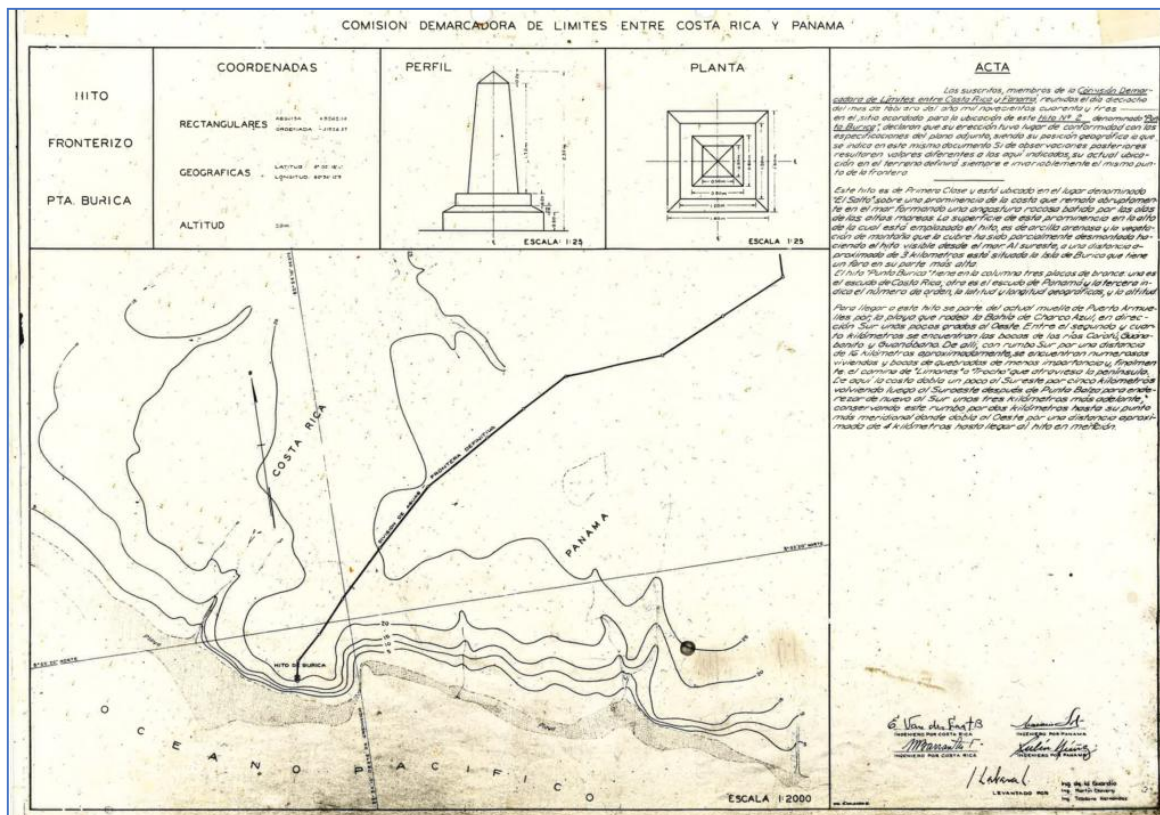 COMISION DEMARCADORA DE LIMITES ENTRE COSTA RICA Y PANAMA
HITO
FRONTERIZO
PTA. BURICA
COORDENADAS
RECTANGULARES
ABSCISA
ORDENADA
GEOGRAFICAS
LATITUD
LONGITUD
ALTITUD
PERFIL
ESCALA 1:25
PLANTA
ESCALA 1:25
ACTA
Los suscritos, miembros de la Comisión Demar-
cadora de Límites entre Costa Rica y Panamá, reunidos el día dieciocho
del mes de febrero del año mil novecientos cuarenta y tres
en el sitio acordado para la ubicación de este Hito Nº 2 denominado "Pun-
ta Burica", declaran que su erección tuvo lugar de conformidad con las
especificaciones del plano adjunto, siendo su posición geográfica la que
se indica en este mismo documento. Si de observaciones posteriores
resultaren valores diferentes a los aquí indicados, su actual ubica-
ción en el terreno definirá siempre e invariablemente el mismo pun-
to de la frontera
Este hito es de Primera Clase y está ubicado en el lugar denominado
"El Salto" sobre una prominencia de la costa que remata abruptamen-
te en el mar formando una angostura rocosa batida por las olas
de las altas mareas. La superficie de esta prominencia en lo alto
de la cual está emplazado el hito, es de arcilla arenosa y la vegeta-
ción de montaña que la cubre ha sido parcialmente desmontada ha-
ciendo el hito visible desde el mar. Al sureste, a una distancia a-
proximada de 3 kilómetros está situada la Isla de Burica que tiene
un faro en su parte más alta.
El hito "Punta Burica" tiene en la columna tres placas de bronce: una es
el escudo de Costa Rica, otra es el escudo de Panamá y la tercera in-
dica el número de orden, la latitud y longitud geográficas, y la altitud
Para llegar a este hito se parte del actual muelle de Puerto Armue-
lles por la playa que rodea la Bahía de Charco Azul, en direc-
ción Sur unos pocos grados al Oeste. Entre el segundo y cuar-
to kilómetros se encuentran las bocas de los ríos Corotú, Guana-
banito y Guanábano. De allí, con rumbo Sur por una distancia
de 16 kilómetros aproximadamente, se encuentran numerosas
viviendas y bocas de quebradas de menos importancia y, finalmen-
te el camino de "Limones" o "Trocha" que atraviesa la península.
De aquí la costa dobla un poco al Sureste por cinco kilómetros
volviendo luego al Suroeste después de Punta Balza para ende-
rezar de nuevo al Sur unos tres kilómetros más adelante,
conservando este rumbo por dos kilómetros hasta su punto
más meridional donde dobla al Oeste por una distancia aproxi-
mada de 4 kilómetros hasta llegar al hito en mención.
COSTA RICA
DIVISION DE AGUAS - FRONTERA DEFINITIVA
PANAMA
HITO DE BURICA
20
15
20
25
OCEANO PACIFICO
ESCALA 1:2000
INGENIERO POR COSTA RICA
INGENIERO POR PANAMA
INGENIERO POR COSTA RICA
INGENIERO POR PANAMA
LEVANTADO POR